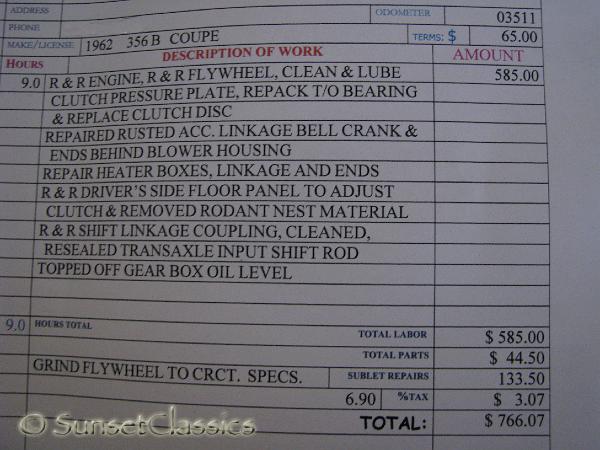 ADDRESS
ODOMETER 03511
PHONE
TERMS: $ 65.00
MAKE/LICENSE 1962 356 B COUPE
HOURS DESCRIPTION OF WORK AMOUNT
9.0 R & R ENGINE, R & R FLYWHEEL, CLEAN & LUBE 585.00
CLUTCH PRESSURE PLATE, REPACK T/O BEARING
& REPLACE CLUTCH DISC
REPAIRED RUSTED ACC. LINKAGE BELL CRANK &
ENDS BEHIND BLOWER HOUSING
REPAIR HEATER BOXES, LINKAGE AND ENDS
R & R DRIVER'S SIDE FLOOR PANEL TO ADJUST
CLUTCH & REMOVED RODANT NEST MATERIAL
R & R SHIFT LINKAGE COUPLING, CLEANED,
RESEALED TRANSAXLE INPUT SHIFT ROD
TOPPED OFF GEAR BOX OIL LEVEL
9.0 HOURS TOTAL
TOTAL LABOR $ 585.00
TOTAL PARTS $ 44.50
GRIND FLYWHEEL TO CRCT. SPECS. SUBLET REPAIRS 133.50
6.90 %TAX $ 3.07
TOTAL: $ 766.07
© SunsetClassics